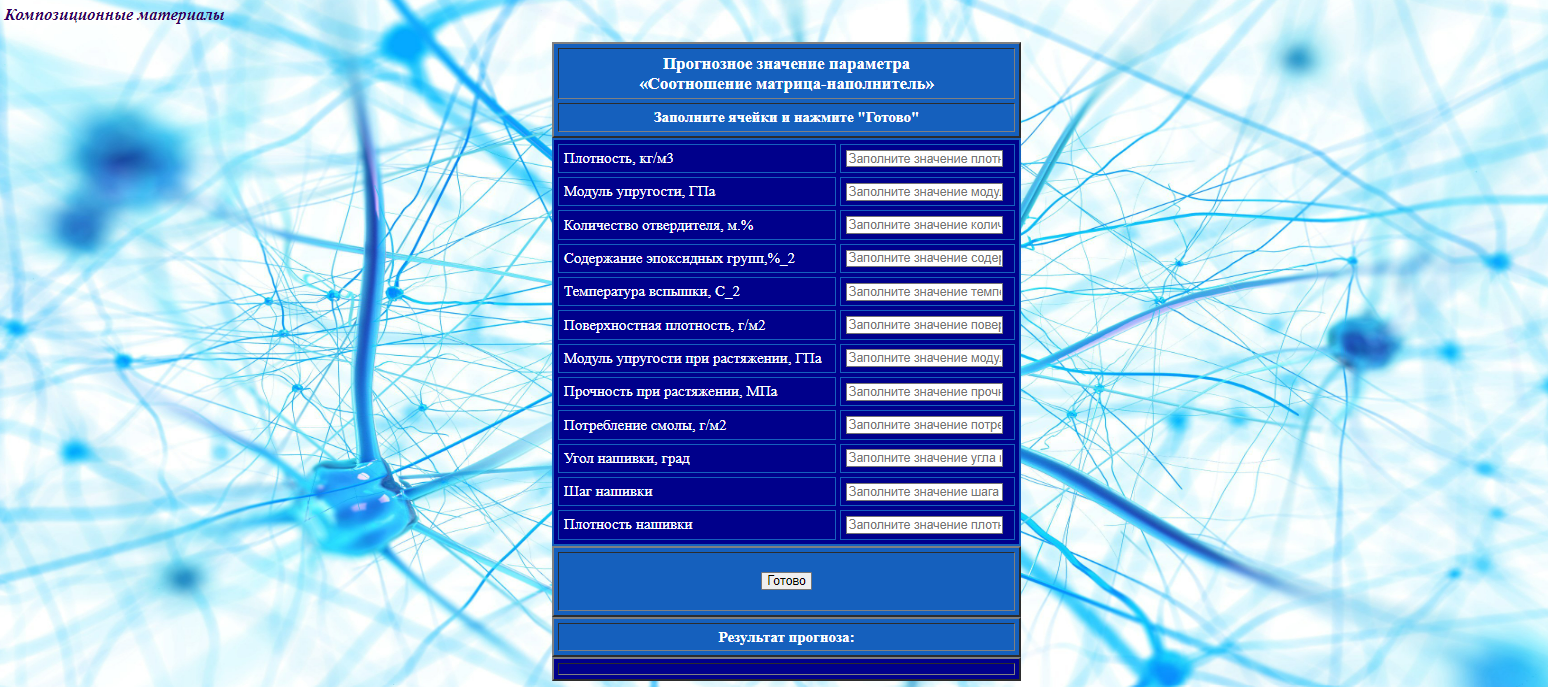 Композиционные материалы
Прогнозное значение параметра
«Соотношение матрица-наполнитель»
Заполните ячейки и нажмите "Готово"
Плотность, кг/м3 Заполните значение плотн
Модуль упругости, ГПа Заполните значение моду
Количество отвердителя, м.% Заполните значение колич
Содержание эпоксидных групп,%_2 Заполните значение содер
Температура вспышки, С_2 Заполните значение темпе
Поверхностная плотность, г/м2 Заполните значение повер
Модуль упругости при растяжении, ГПа Заполните значение моду
Прочность при растяжении, МПа Заполните значение прочн
Потребление смолы, г/м2 Заполните значение потре
Угол нашивки, град Заполните значение угла
Шаг нашивки Заполните значение шага
Плотность нашивки Заполните значение плотн
Готово
Результат прогноза: